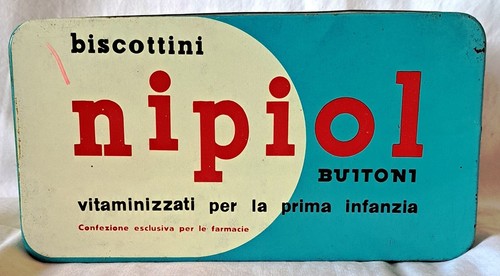 biscottini
nipiol
BUITONI
vitaminizzati per la prima infanzia
Confezione esclusiva per le farmacie